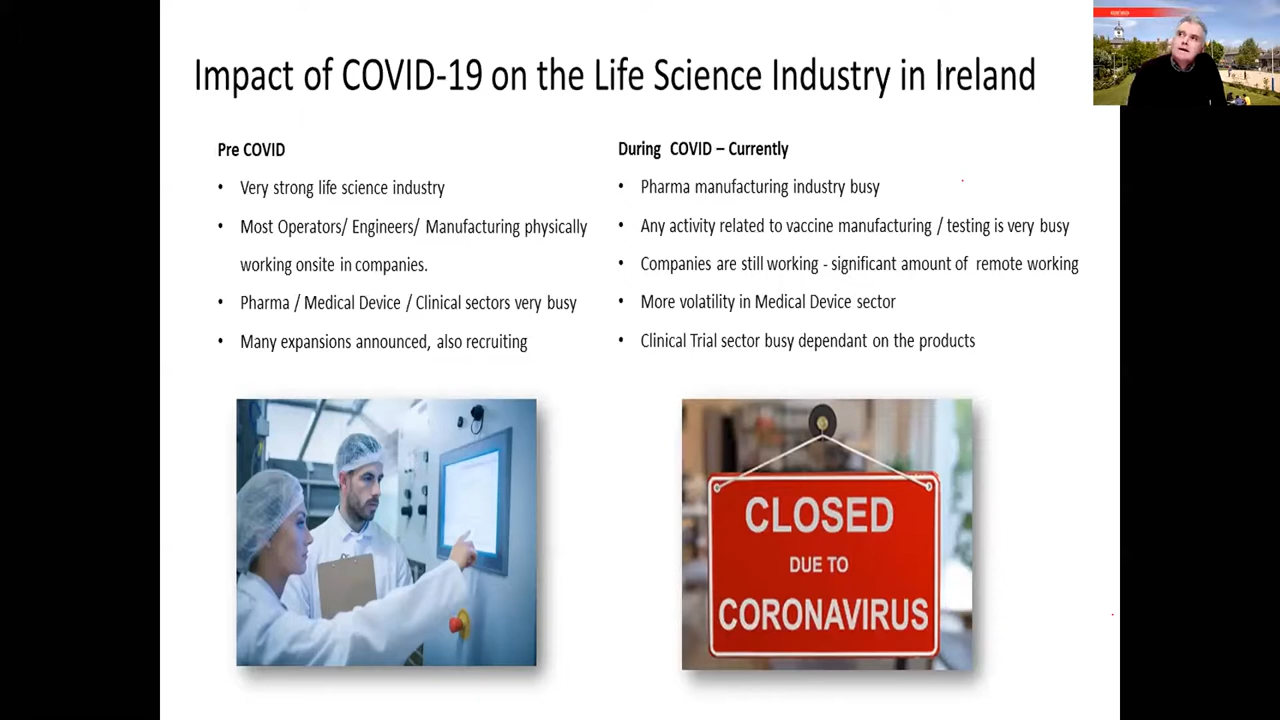 Impact of COVID-19 on the Life Science Industry in Ireland
Pre COVID
• Very strong life science industry
• Most Operators/ Engineers/ Manufacturing physically
working onsite in companies.
• Pharma / Medical Device / Clinical sectors very busy
• Many expansions announced, also recruiting
During COVID – Currently
• Pharma manufacturing industry busy
• Any activity related to vaccine manufacturing / testing is very busy
• Companies are still working - significant amount of remote working
• More volatility in Medical Device sector
• Clinical Trial sector busy dependant on the products
CLOSED
DUE TO
CORONAVIRUS